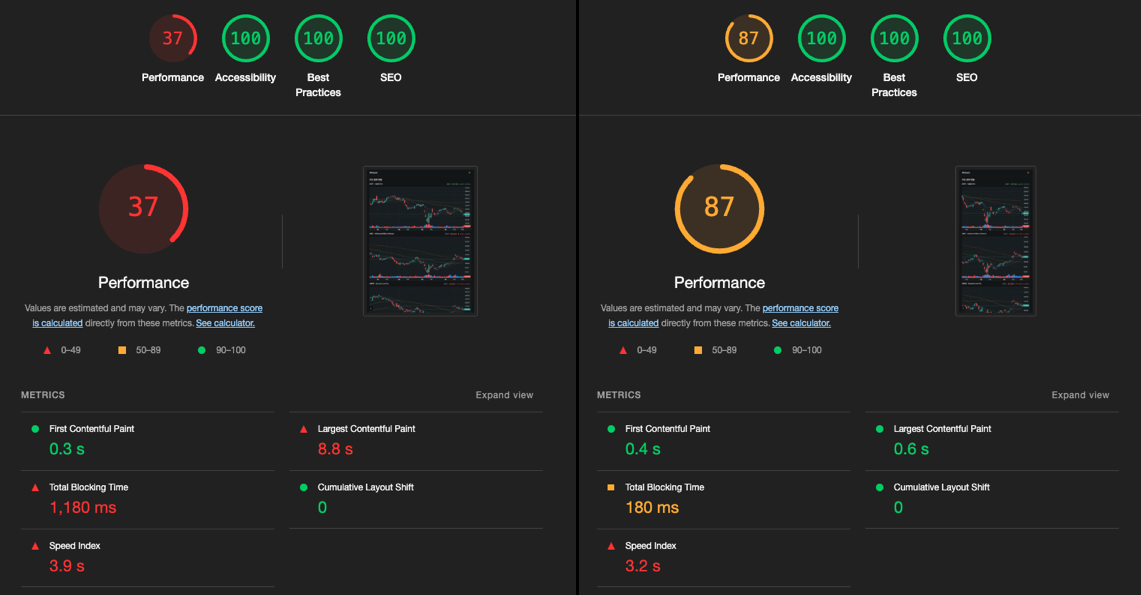 37
100
100
100
Performance
Accessibility
Best
Practices
SEO
37
Performance
Values are estimated and may vary. The performance score
is calculated directly from these metrics. See calculator.
0–49
50–89
90–100
METRICS
Expand view
First Contentful Paint
0.3 s
Largest Contentful Paint
8.8 s
Total Blocking Time
1,180 ms
Cumulative Layout Shift
0
Speed Index
3.9 s
87
100
100
100
Performance
Accessibility
Best
Practices
SEO
87
Performance
Values are estimated and may vary. The performance score
is calculated directly from these metrics. See calculator.
0–49
50–89
90–100
METRICS
Expand view
First Contentful Paint
0.4 s
Largest Contentful Paint
0.6 s
Total Blocking Time
180 ms
Cumulative Layout Shift
0
Speed Index
3.2 s